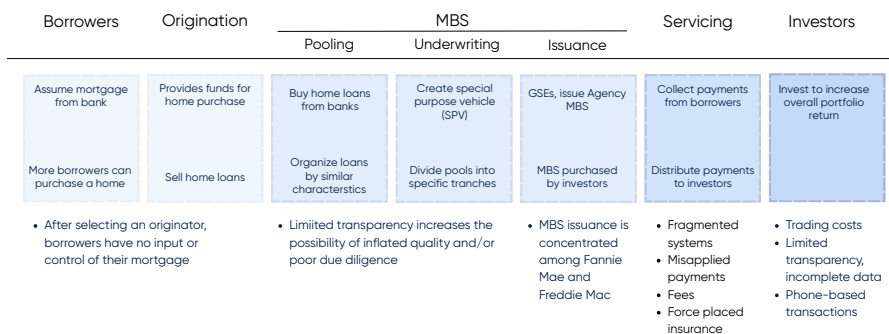 Borrowers
Origination
MBS
Servicing
Investors
Pooling
Underwriting
Issuance
Assume mortgage
from bank
More borrowers can
purchase a home
Provides funds for
home purchase
Sell home loans
Buy home loans
from banks
Organize loans
by similar
characterstics
Create special
purpose vehicle
(SPV)
Divide pools into
specific tranches
GSEs, issue Agency
MBS
MBS purchased
by investors
Collect payments
from borrowers
Distribute payments
to investors
Invest to increase
overall portfolio
return
• After selecting an originator,
borrowers have no input or
control of their mortgage
• Limiited transparency increases the
possibility of inflated quality and/or
poor due diligence
• MBS issuance is
concentrated
among Fannie
Mae and
Freddie Mac
• Fragmented
systems
• Misapplied
payments
• Fees
• Force placed
insurance
• Trading costs
• Limited
transparency,
incomplete data
• Phone-based
transactions